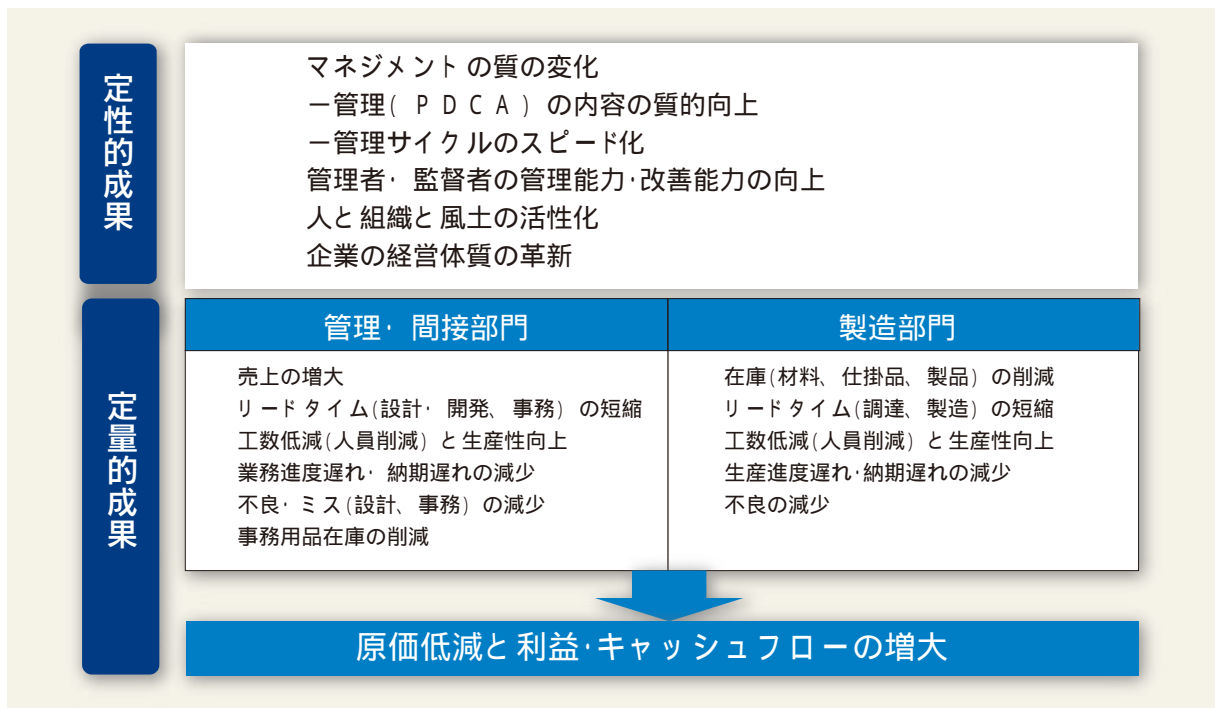 定性的成果
マネジメントの質の変化
ー管理(PDCA)の内容の質的向上
ー管理サイクルのスピード化
管理者・監督者の管理能力・改善能力の向上
人と組織と風土の活性化
企業の経営体質の革新
定量的成果
管理・間接部門
売上の増大
リードタイム(設計・開発、事務)の短縮
工数低減(人員削減)と生産性向上
業務進度遅れ・納期遅れの減少
不良・ミス(設計、事務)の減少
事務用品在庫の削減
製造部門
在庫(材料、仕掛品、製品)の削減
リードタイム(調達、製造)の短縮
工数低減(人員削減)と生産性向上
生産進度遅れ・納期遅れの減少
不良の減少
原価低減と利益・キャッシュフローの増大